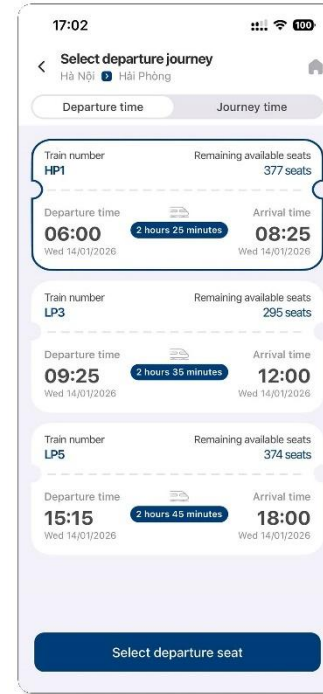 17:02
100
Select departure journey
Hà Nội Hải Phòng
Departure time Journey time
Train number Remaining available seats
HP1 377 seats
Departure time Arrival time
06:00 2 hours 25 minutes 08:25
Wed 14/01/2026 Wed 14/01/2026
Train number Remaining available seats
LP3 295 seats
Departure time Arrival time
09:25 2 hours 35 minutes 12:00
Wed 14/01/2026 Wed 14/01/2026
Train number Remaining available seats
LP5 374 seats
Departure time Arrival time
15:15 2 hours 45 minutes 18:00
Wed 14/01/2026 Wed 14/01/2026
Select departure seat